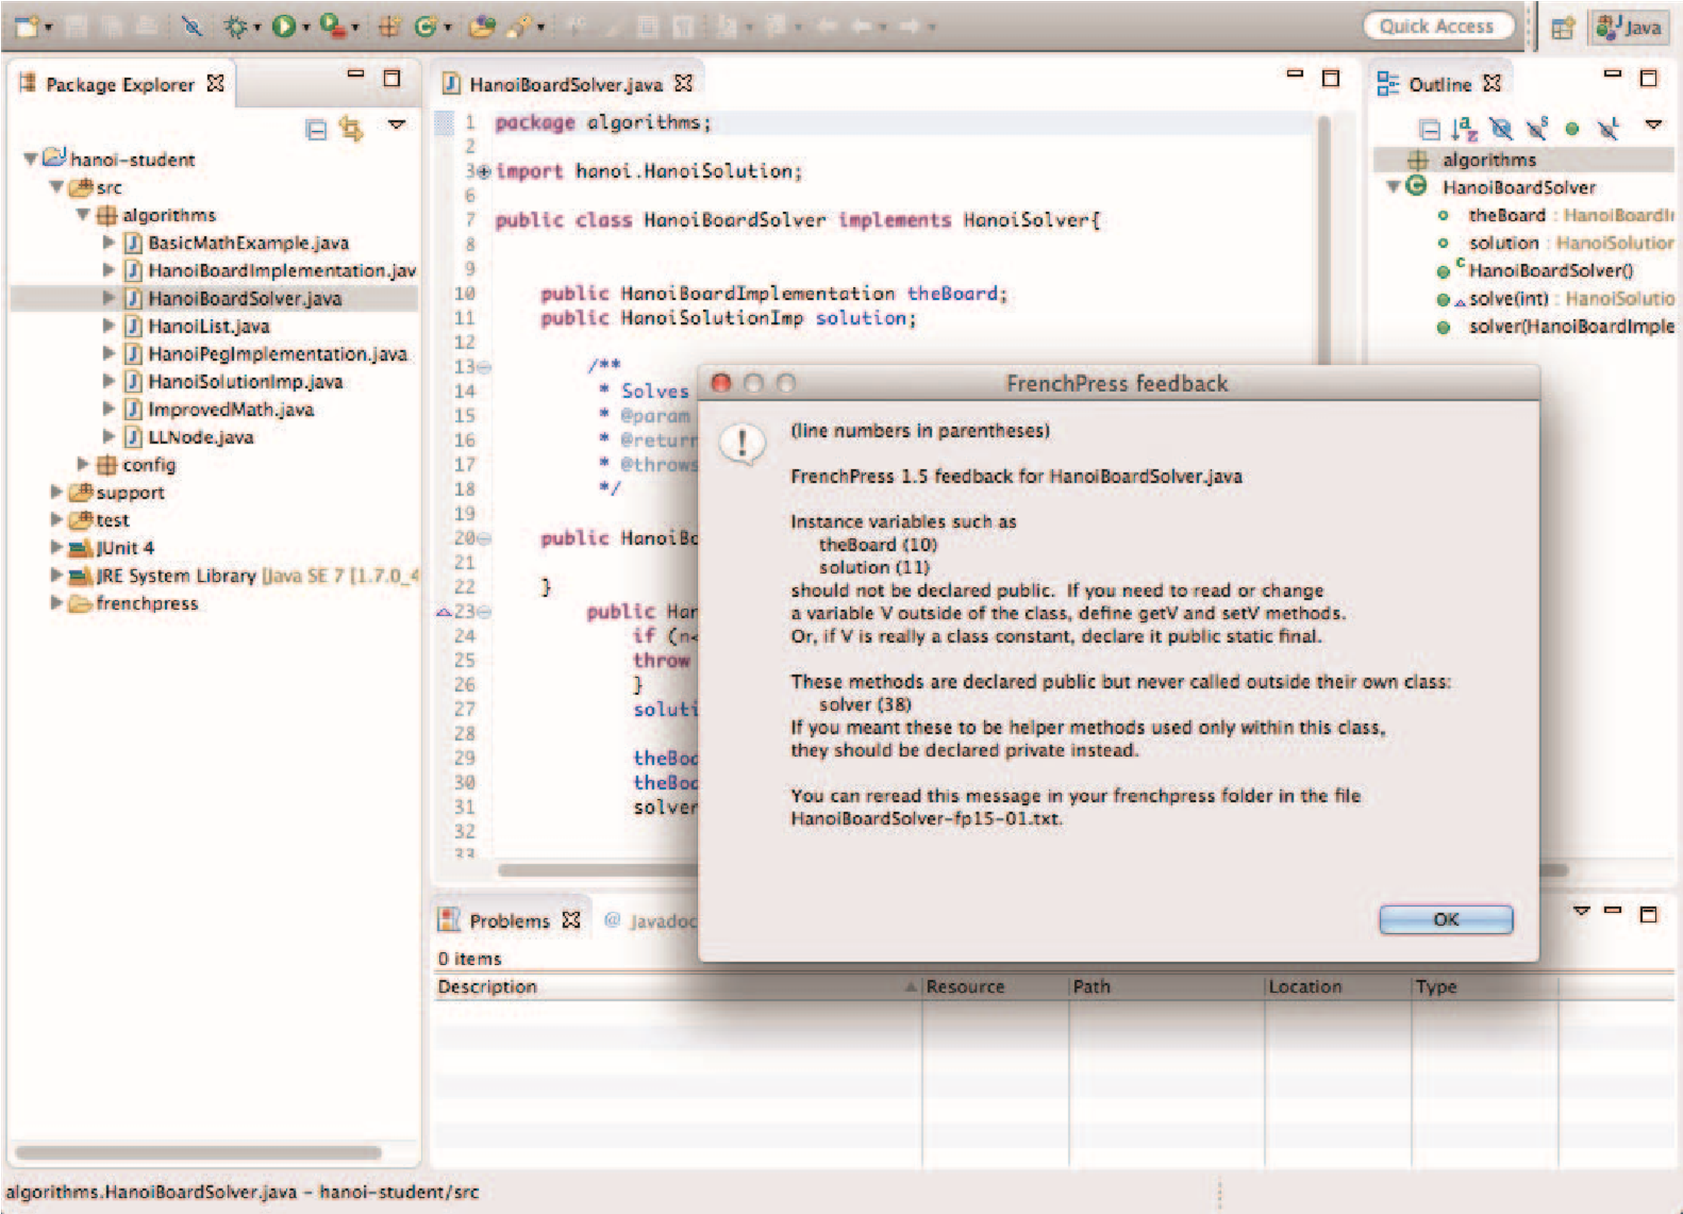 Quick Access
Java
Package Explorer
hanoi-student
src
algorithms
BasicMathExample.java
HanoiBoardImplementation.jav
HanoiBoardSolver.java
HanoiList.java
HanoiPegImplementation.java
HanoiSolutionImp.java
ImprovedMath.java
LLNode.java
config
support
test
JUnit 4
JRE System Library [Java SE 7 [1.7.0_4
frenchpress
HanoiBoardSolver.java
1 package algorithms;
2
3 import hanoi.HanoiSolution;
6
7 public class HanoiBoardSolver implements HanoiSolver{
8
9
10 public HanoiBoardImplementation theBoard;
11 public HanoiSolutionImp solution;
12
13 /**
14 * Solves
15 * @param
16 * @return
17 * @throws
18 */
19
20 public HanoiBo
21
22 }
23 public Han
24 if (n<
25 throw
26 }
27 soluti
28
29 theBoa
30 theBoa
31 solver
32
33
Outline
algorithms
HanoiBoardSolver
theBoard : HanoiBoardI
solution : HanoiSolution
HanoiBoardSolver()
solve(int) : HanoiSolutio
solver(HanoiBoardImple
FrenchPress feedback
(line numbers in parentheses)
FrenchPress 1.5 feedback for HanoiBoardSolver.java
Instance variables such as
theBoard (10)
solution (11)
should not be declared public. If you need to read or change
a variable V outside of the class, define getV and setV methods.
Or, if V is really a class constant, declare it public static final.
These methods are declared public but never called outside their own class:
solver (38)
If you meant these to be helper methods used only within this class,
they should be declared private instead.
You can reread this message in your frenchpress folder in the file
HanoiBoardSolver-fp15-01.txt.
OK
Problems
@ Javadoc
0 items
Description Resource Path Location Type
algorithms.HanoiBoardSolver.java - hanoi-student/src